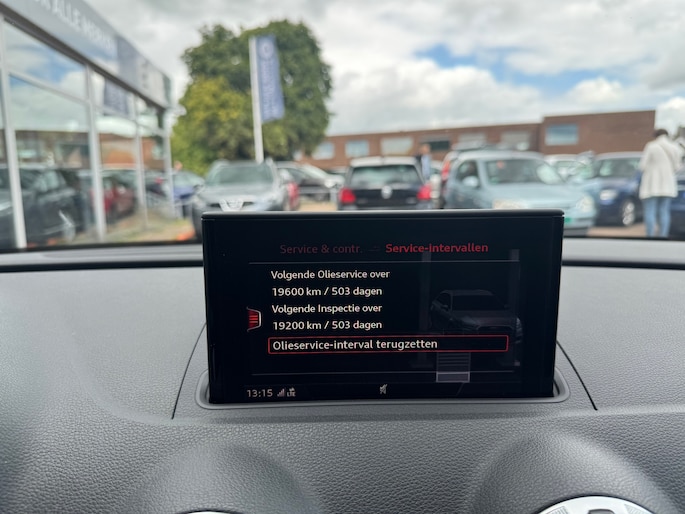 Service & contr.
Service-intervallen
Volgende Olieservice over
19600 km / 503 dagen
Volgende Inspectie over
19200 km / 503 dagen
Olieservice-interval terugzetten
13:15
LTE